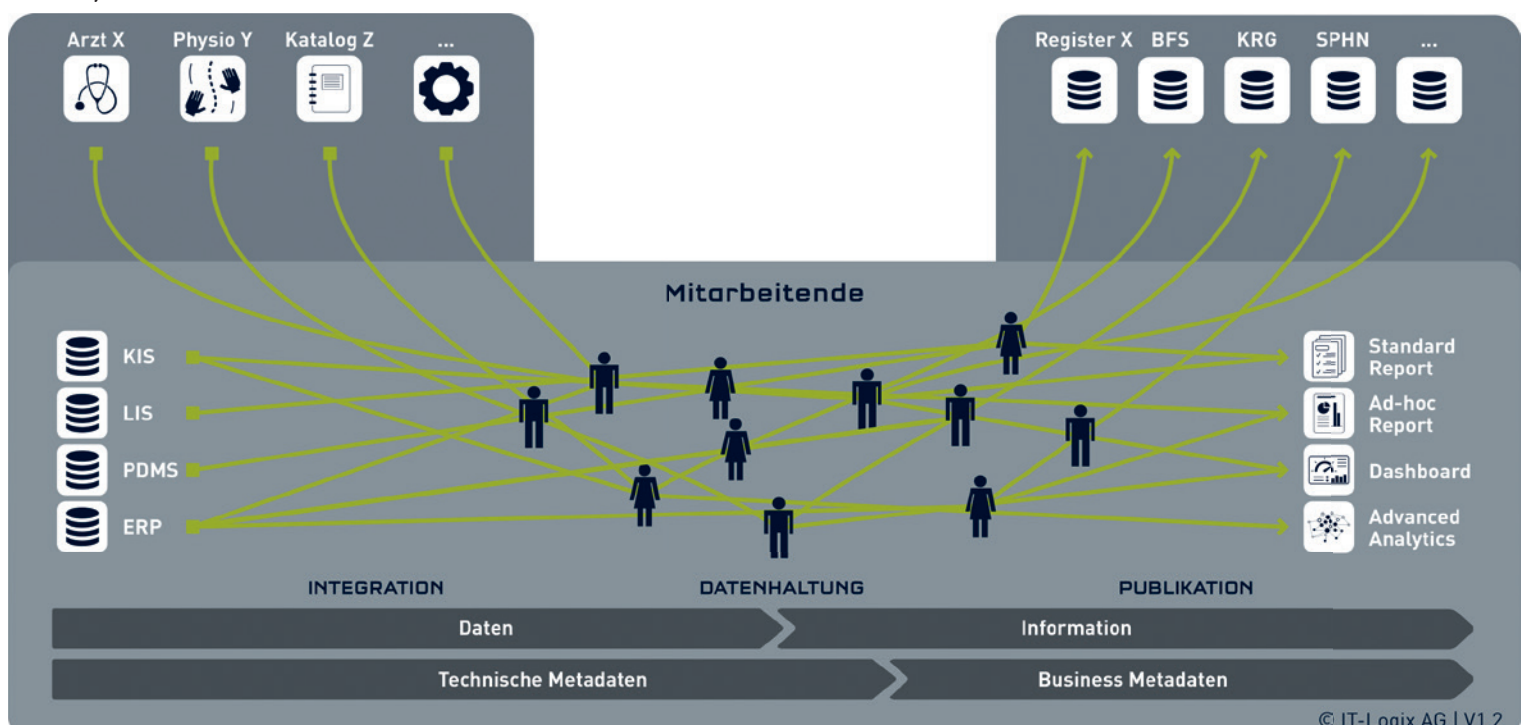 Arzt X Physio Y Katalog Z ...
Register X BFS KRG SPHN ...
Mitarbeitende
KIS
LIS
PDMS
ERP
Standard
Report
Ad-hoc
Report
Dashboard
Advanced
Analytics
INTEGRATION DATENHALTUNG PUBLIKATION
Daten Information
Technische Metadaten Business Metadaten
© IT-Logix AG | V1.2